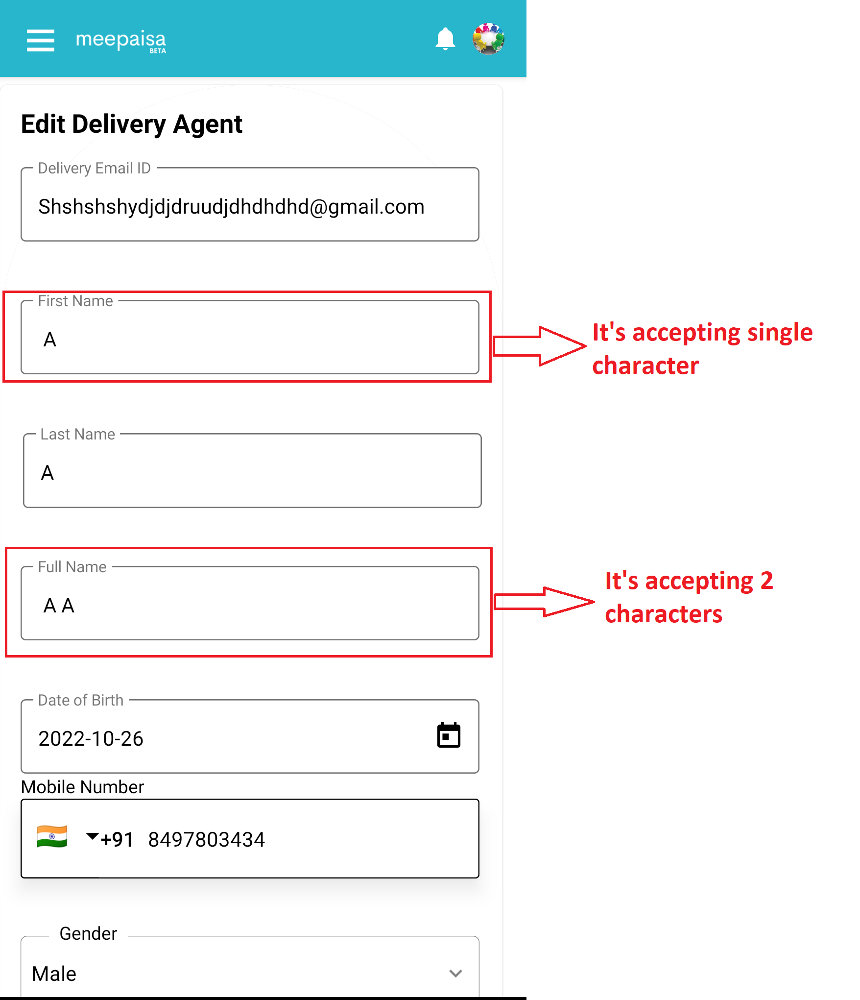 meepaisa
BETA
Edit Delivery Agent
Delivery Email ID
Shshshshydjdjdruudjdhdhdhd@gmail.com
First Name
A
It's accepting single
character
Last Name
A
Full Name
A A
It's accepting 2
characters
Date of Birth
2022-10-26
Mobile Number
+91 8497803434
Gender
Male